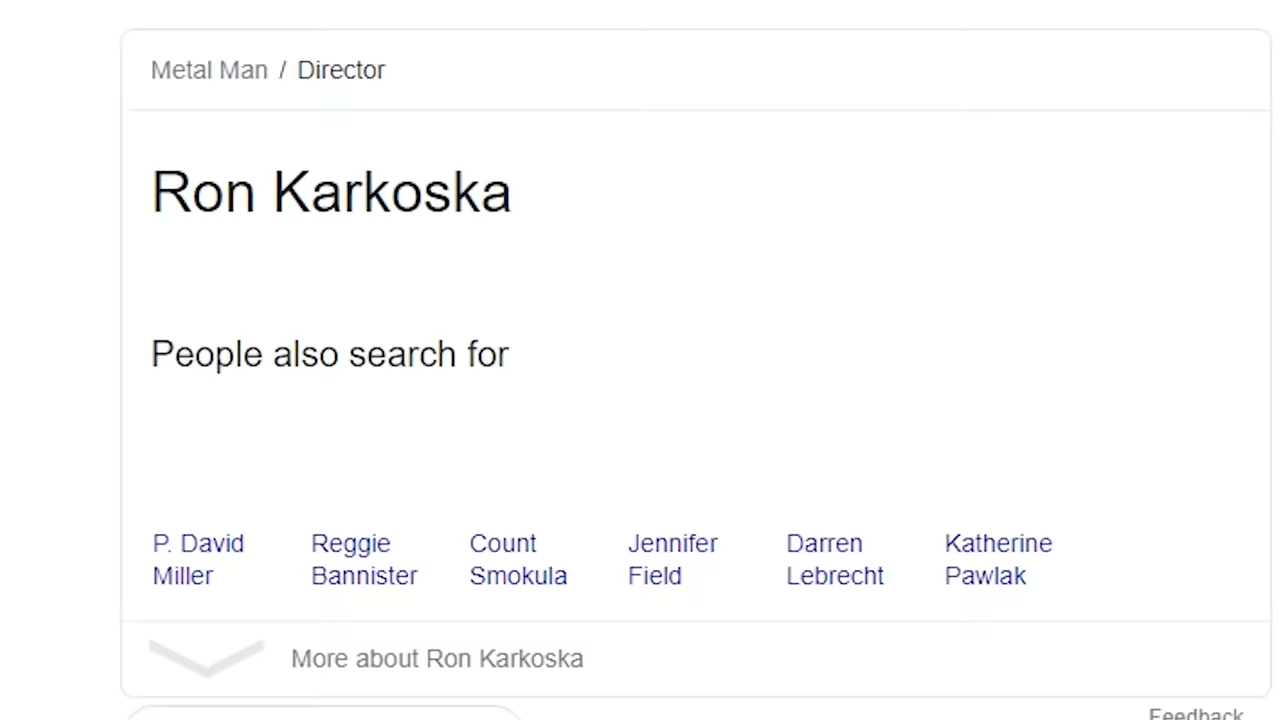 Metal Man / Director
Ron Karkoska
People also search for
P. David Miller
Reggie Bannister
Count Smokula
Jennifer Field
Darren Lebrecht
Katherine Pawlak
More about Ron Karkoska
Feedback